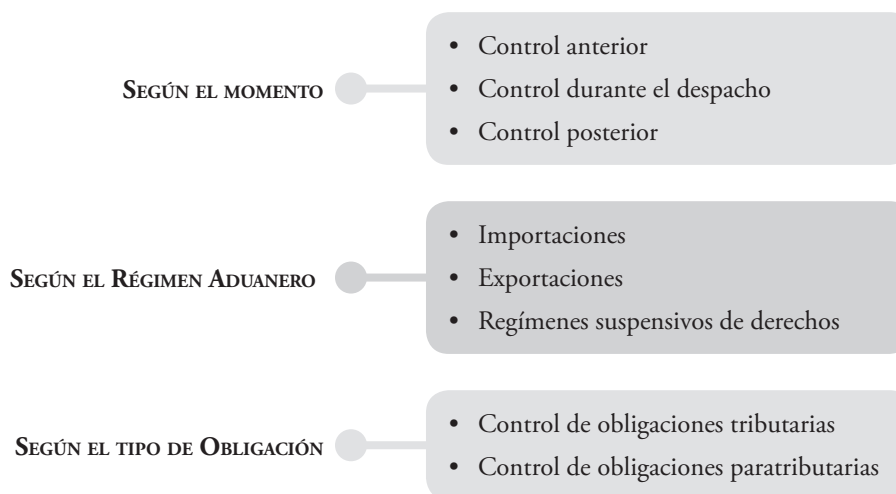 Según el momento
• Control anterior
• Control durante el despacho
• Control posterior
Según el Régimen Aduanero
• Importaciones
• Exportaciones
• Regímenes suspensivos de derechos
Según el tipo de Obligación
• Control de obligaciones tributarias
• Control de obligaciones paratributarias